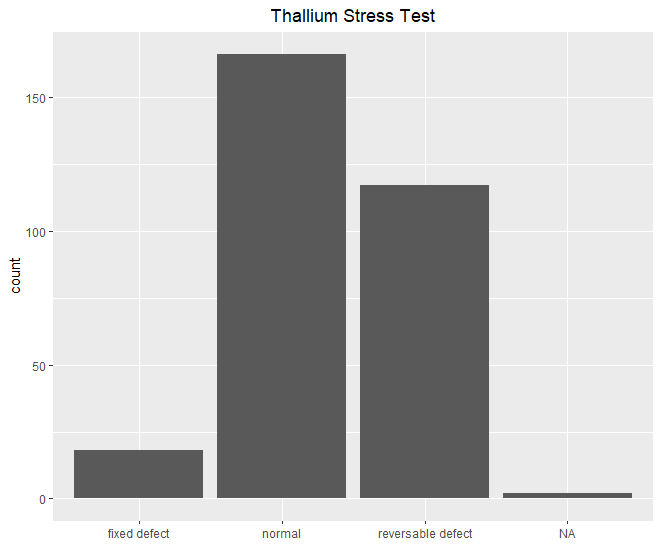 Thallium Stress Test
count
150
100
50
0
fixed defect
normal
reversable defect
NA